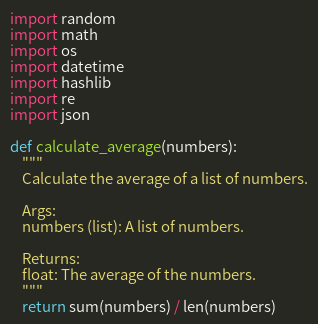 import random
import math
import os
import datetime
import hashlib
import re
import json

def calculate_average(numbers):
    """
    Calculate the average of a list of numbers.

    Args:
    numbers (list): A list of numbers.

    Returns:
    float: The average of the numbers.
    """
    return sum(numbers) / len(numbers)